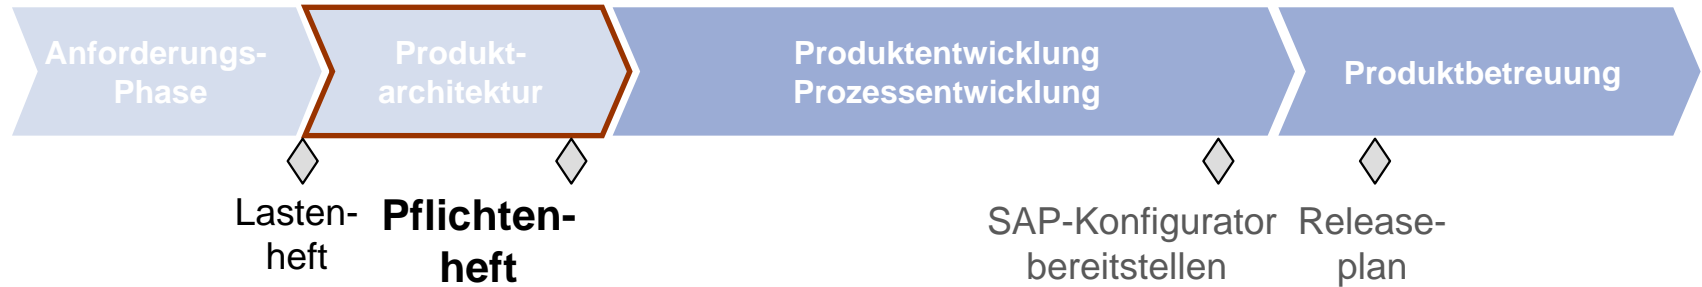 Anforderungs-
Phase
Produkt-
architektur
Produktentwicklung
Prozessentwicklung
Produktbetreuung
Lasten-
heft
Pflichten-
heft
SAP-Konfigurator
bereitstellen
Release-
plan